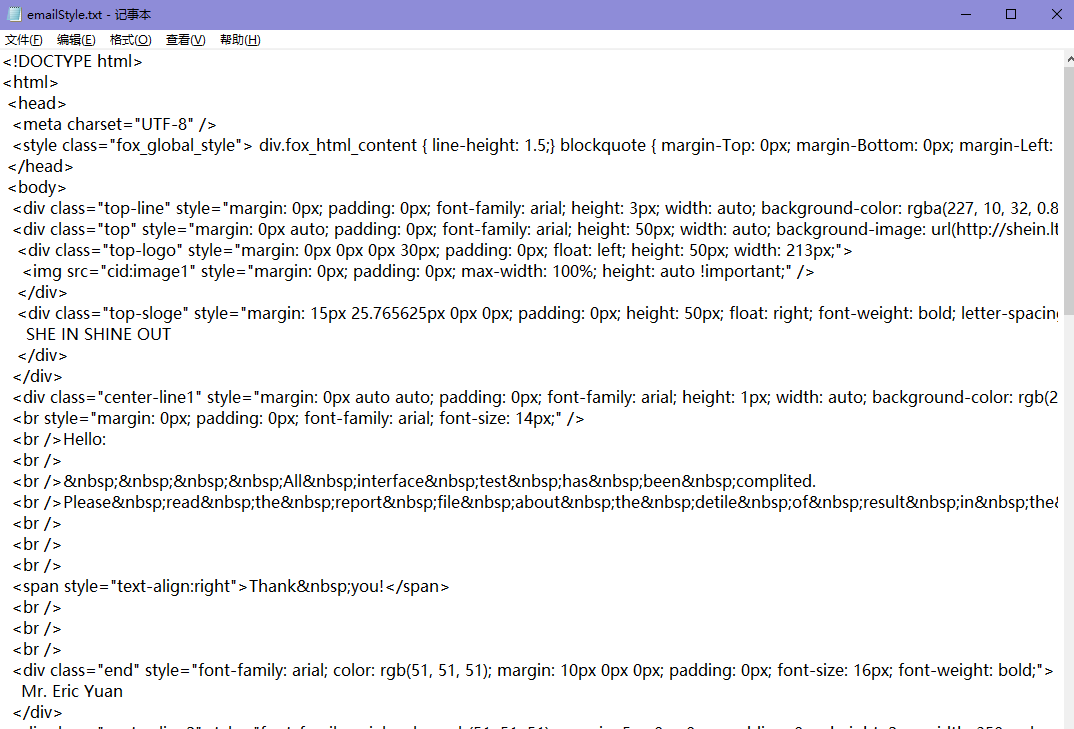 emailStyle.txt - 记事本
文件(F) 编辑(E) 格式(O) 查看(V) 帮助(H)
<!DOCTYPE html>
<html>
<head>
<meta charset="UTF-8" />
<style class="fox_global_style"> div.fox_html_content { line-height: 1.5;} blockquote { margin-Top: 0px; margin-Bottom: 0px; margin-Left:
</head>
<body>
<div class="top-line" style="margin: 0px; padding: 0px; font-family: arial; height: 3px; width: auto; background-color: rgba(227, 10, 32, 0.8
<div class="top" style="margin: 0px auto; padding: 0px; font-family: arial; height: 50px; width: auto; background-image: url(http://shein.lt
<div class="top-logo" style="margin: 0px 0px 0px 30px; padding: 0px; float: left; height: 50px; width: 213px;">
<img src="cid:image1" style="margin: 0px; padding: 0px; max-width: 100%; height: auto !important;" />
</div>
<div class="top-sloge" style="margin: 15px 25.765625px 0px 0px; padding: 0px; height: 50px; float: right; font-weight: bold; letter-spacing
SHE IN SHINE OUT
</div>
</div>
<div class="center-line1" style="margin: 0px auto auto; padding: 0px; font-family: arial; height: 1px; width: auto; background-color: rgb(2
<br style="margin: 0px; padding: 0px; font-family: arial; font-size: 14px;" />
<br />Hello:
<br />
<br />&nbsp;&nbsp;&nbsp;&nbsp;All&nbsp;interface&nbsp;test&nbsp;has&nbsp;been&nbsp;complited.
<br />Please&nbsp;read&nbsp;the&nbsp;report&nbsp;file&nbsp;about&nbsp;the&nbsp;detile&nbsp;of&nbsp;result&nbsp;in&nbsp;the&
<br />
<br />
<br />
<span style="text-align:right">Thank&nbsp;you!</span>
<br />
<br />
<br />
<div class="end" style="font-family: arial; color: rgb(51, 51, 51); margin: 10px 0px 0px; padding: 0px; font-size: 16px; font-weight: bold;">
Mr. Eric Yuan
</div>